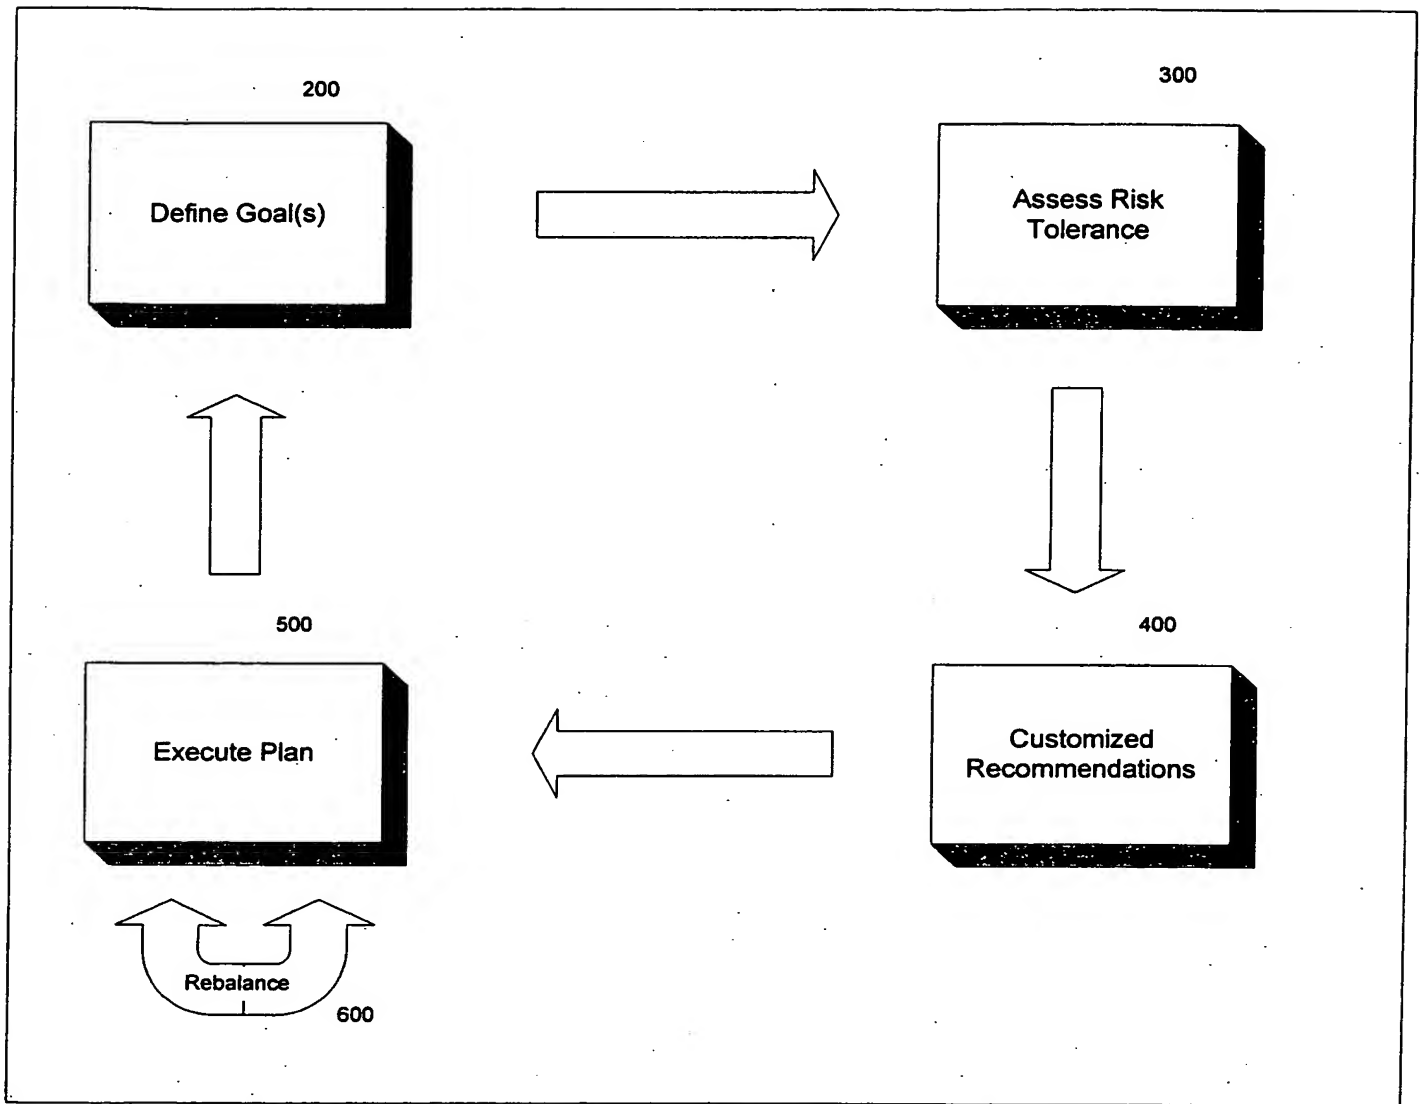 200
300
Define Goal(s)
Assess Risk
Tolerance
500
400
Execute Plan
Customized
Recommendations
Rebalance
600